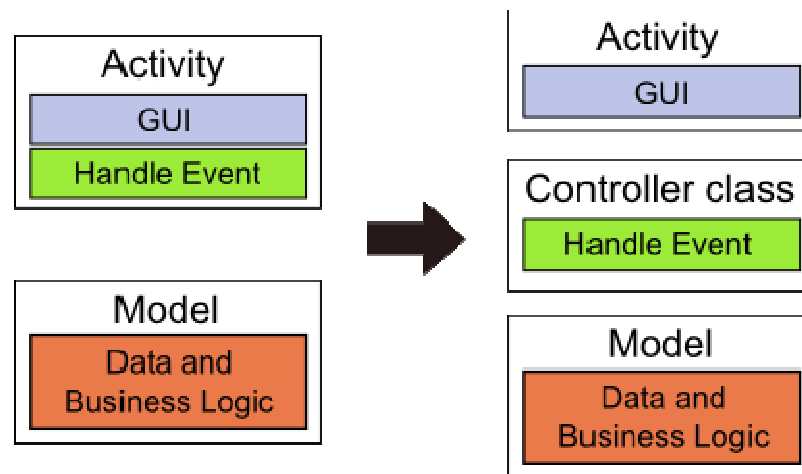 Activity
GUI
Handle Event
Model
Data and
Business Logic
Activity
GUI
Controller class
Handle Event
Model
Data and
Business Logic